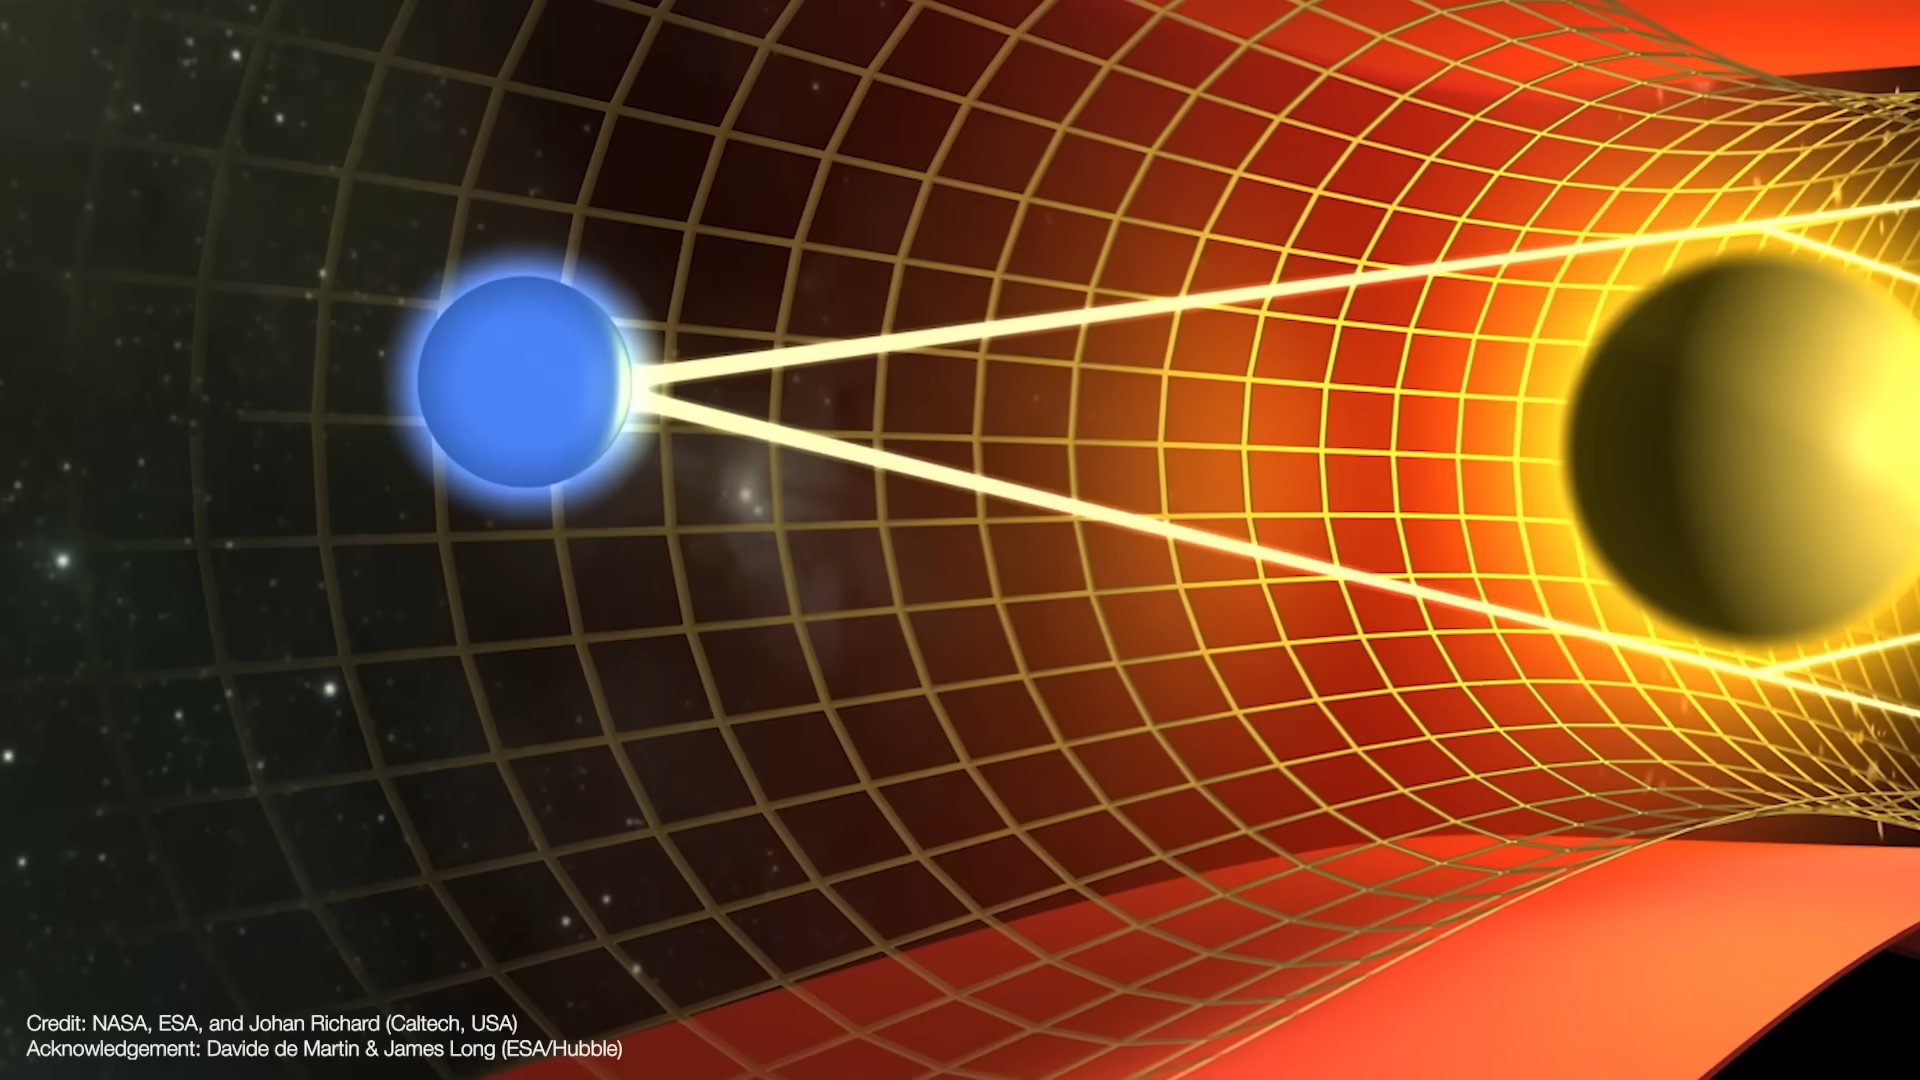 Credit: NASA, ESA, and Johan Richard (Caltech, USA)
Acknowledgement: Davide de Martin & James Long (ESA/Hubble)